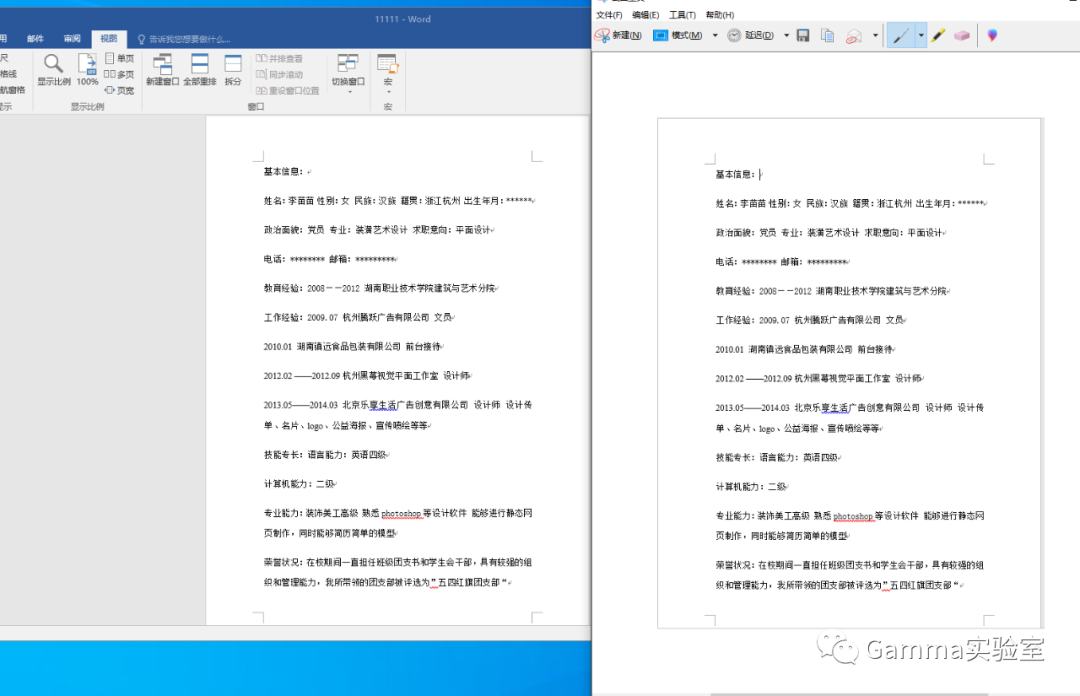 11111 - Word
用 邮件 审阅 视图 告诉我您想要做什么...
尺
格线
航窗格
示
显示比例 100% 单页
多页
页宽
显示比例
新建窗口 全部重排 拆分
并排查看
同步滚动
重设窗口位置
切换窗口
窗口
宏
宏
基本信息:
姓名:李苗苗 性别:女 民族:汉族 籍贯:浙江杭州 出生年月:******
政治面貌:党员 专业:装潢艺术设计 求职意向:平面设计
电话:******** 邮箱:*********
教育经验:2008－－2012 湖南职业技术学院建筑与艺术分院
工作经验:2009.07 杭州腾跃广告有限公司 文员
2010.01 湖南镇远食品包装有限公司 前台接待
2012.02 ——2012.09 杭州黑莓视觉平面工作室 设计师
2013.05——2014.03 北京乐享生活广告创意有限公司 设计师 设计传
单、名片、logo、公益海报、宣传喷绘等等
技能专长:语言能力:英语四级
计算机能力:二级
专业能力:装饰美工高级 熟悉 photoshop 等设计软件 能够进行静态网
页制作,同时能够简历简单的模型
荣誉状况:在校期间一直担任班级团支书和学生会干部,具有较强的组
织和管理能力,我所带领的团支部被评选为”五四红旗团支部“
文件(F) 编辑(E) 工具(T) 帮助(H)
新建(N) 模式(M) 延迟(D)
基本信息:
姓名:李苗苗 性别:女 民族:汉族 籍贯:浙江杭州 出生年月:******
政治面貌:党员 专业:装潢艺术设计 求职意向:平面设计
电话:******** 邮箱:*********
教育经验:2008－－2012 湖南职业技术学院建筑与艺术分院
工作经验:2009.07 杭州腾跃广告有限公司 文员
2010.01 湖南镇远食品包装有限公司 前台接待
2012.02 ——2012.09 杭州黑莓视觉平面工作室 设计师
2013.05——2014.03 北京乐享生活广告创意有限公司 设计师 设计传
单、名片、logo、公益海报、宣传喷绘等等
技能专长:语言能力:英语四级
计算机能力:二级
专业能力:装饰美工高级 熟悉 photoshop 等设计软件 能够进行静态网
页制作,同时能够简历简单的模型
荣誉状况:在校期间一直担任班级团支书和学生会干部,具有较强的组
织和管理能力,我所带领的团支部被评选为”五四红旗团支部“
Gamma实验室